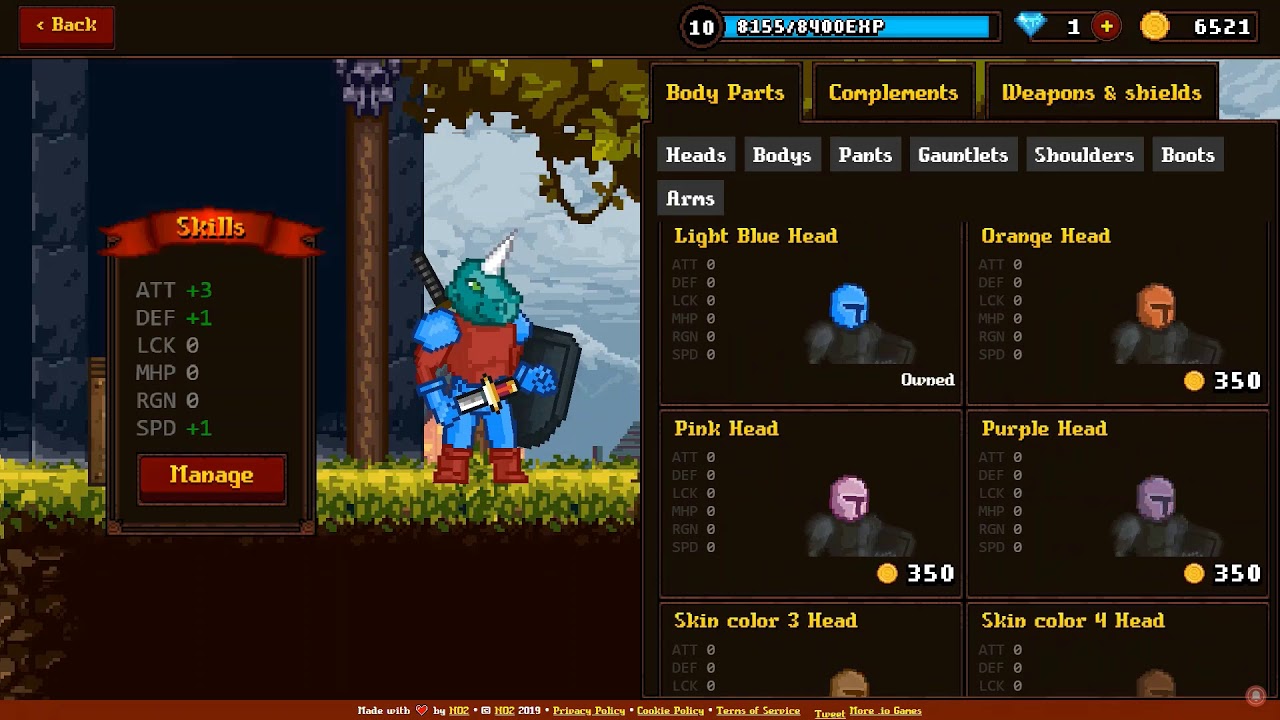 < Back
10 8155/8400EXP 1 + 6521
Body Parts Complements Weapons & shields
Heads Bodys Pants Gauntlets Shoulders Boots
Arms
Skills
ATT +3
DEF +1
LCK 0
MHP 0
RGN 0
SPD +1
Manage
Light Blue Head
ATT 0
DEF 0
LCK 0
MHP 0
RGN 0
SPD 0
Owned
Orange Head
ATT 0
DEF 0
LCK 0
MHP 0
RGN 0
SPD 0
350
Pink Head
ATT 0
DEF 0
LCK 0
MHP 0
RGN 0
SPD 0
350
Purple Head
ATT 0
DEF 0
LCK 0
MHP 0
RGN 0
SPD 0
350
Skin color 3 Head
ATT 0
DEF 0
LCK 0
Skin color 4 Head
ATT 0
DEF 0
LCK 0
Made with ❤ by NO2 • © NO2 2019 • Privacy Policy • Cookie Policy • Terms of Service Tweet More .io Games